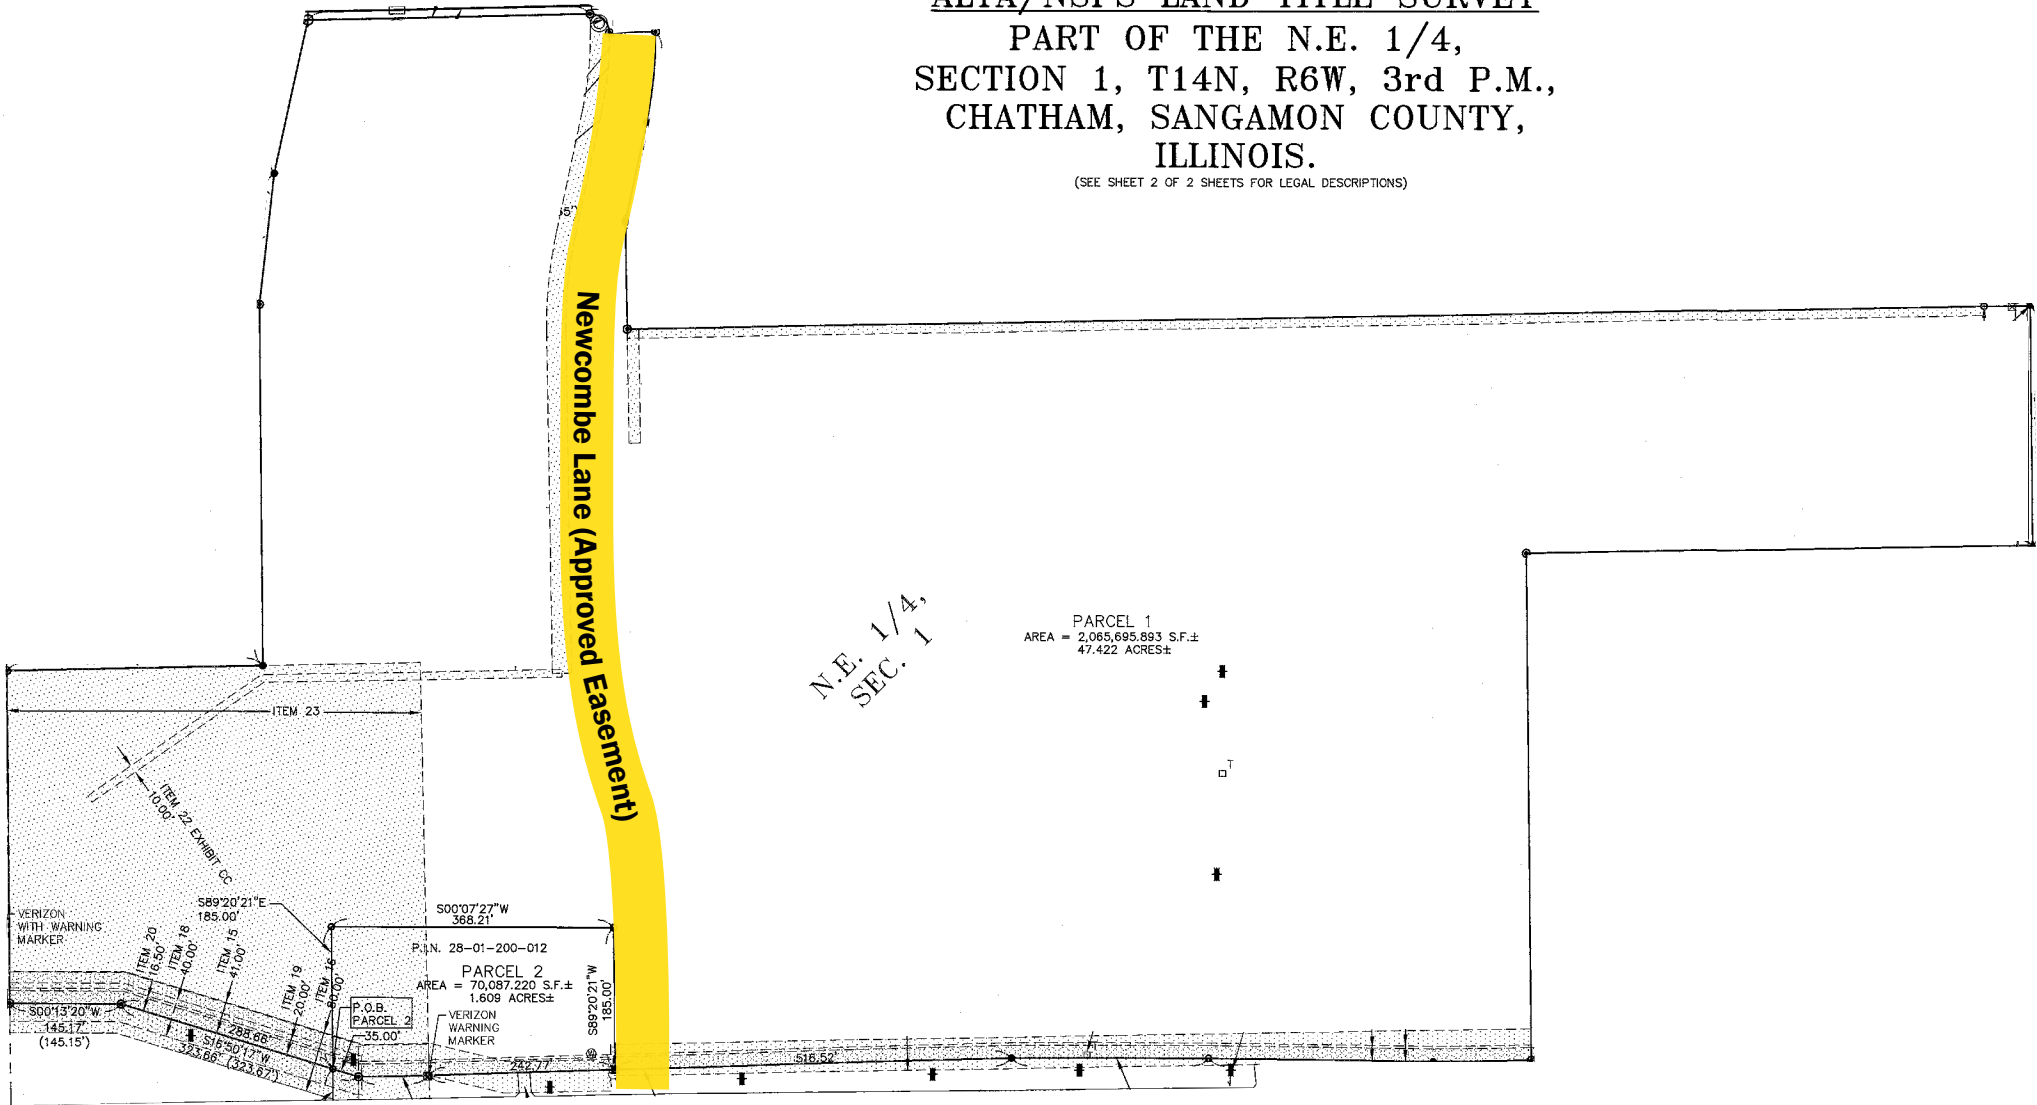 ALTA/NSPS LAND TITLE SURVEY
PART OF THE N.E. 1/4,
SECTION 1, T14N, R6W, 3rd P.M.,
CHATHAM, SANGAMON COUNTY,
ILLINOIS.
(SEE SHEET 2 OF 2 SHEETS FOR LEGAL DESCRIPTIONS)
Newcombe Lane (Approved Easement)
N.E. 1/4,
SEC. 1
PARCEL 1
AREA = 2,065,695.893 S.F.±
47.422 ACRES±
T
ITEM 23
ITEM 22 EXHIBIT CC
10.00'
S89°20'21"E
185.00'
VERIZON
WITH WARNING
MARKER
ITEM 20
16.50'
ITEM 18
40.00'
ITEM 15
41.00'
ITEM 19
20.00'
ITEM 16
80.00'
S00°07'27"W
368.21'
P.I.N. 28-01-200-012
PARCEL 2
AREA = 70,087.220 S.F.±
1.609 ACRES±
S89°20'21"W
185.00'
P.O.B.
PARCEL 2
35.00'
VERIZON
WARNING
MARKER
S00°13'20"W
145.17'
(145.15')
288.66'
S16°50'17"W
323.66' (323.67')
242.77'
516.52'